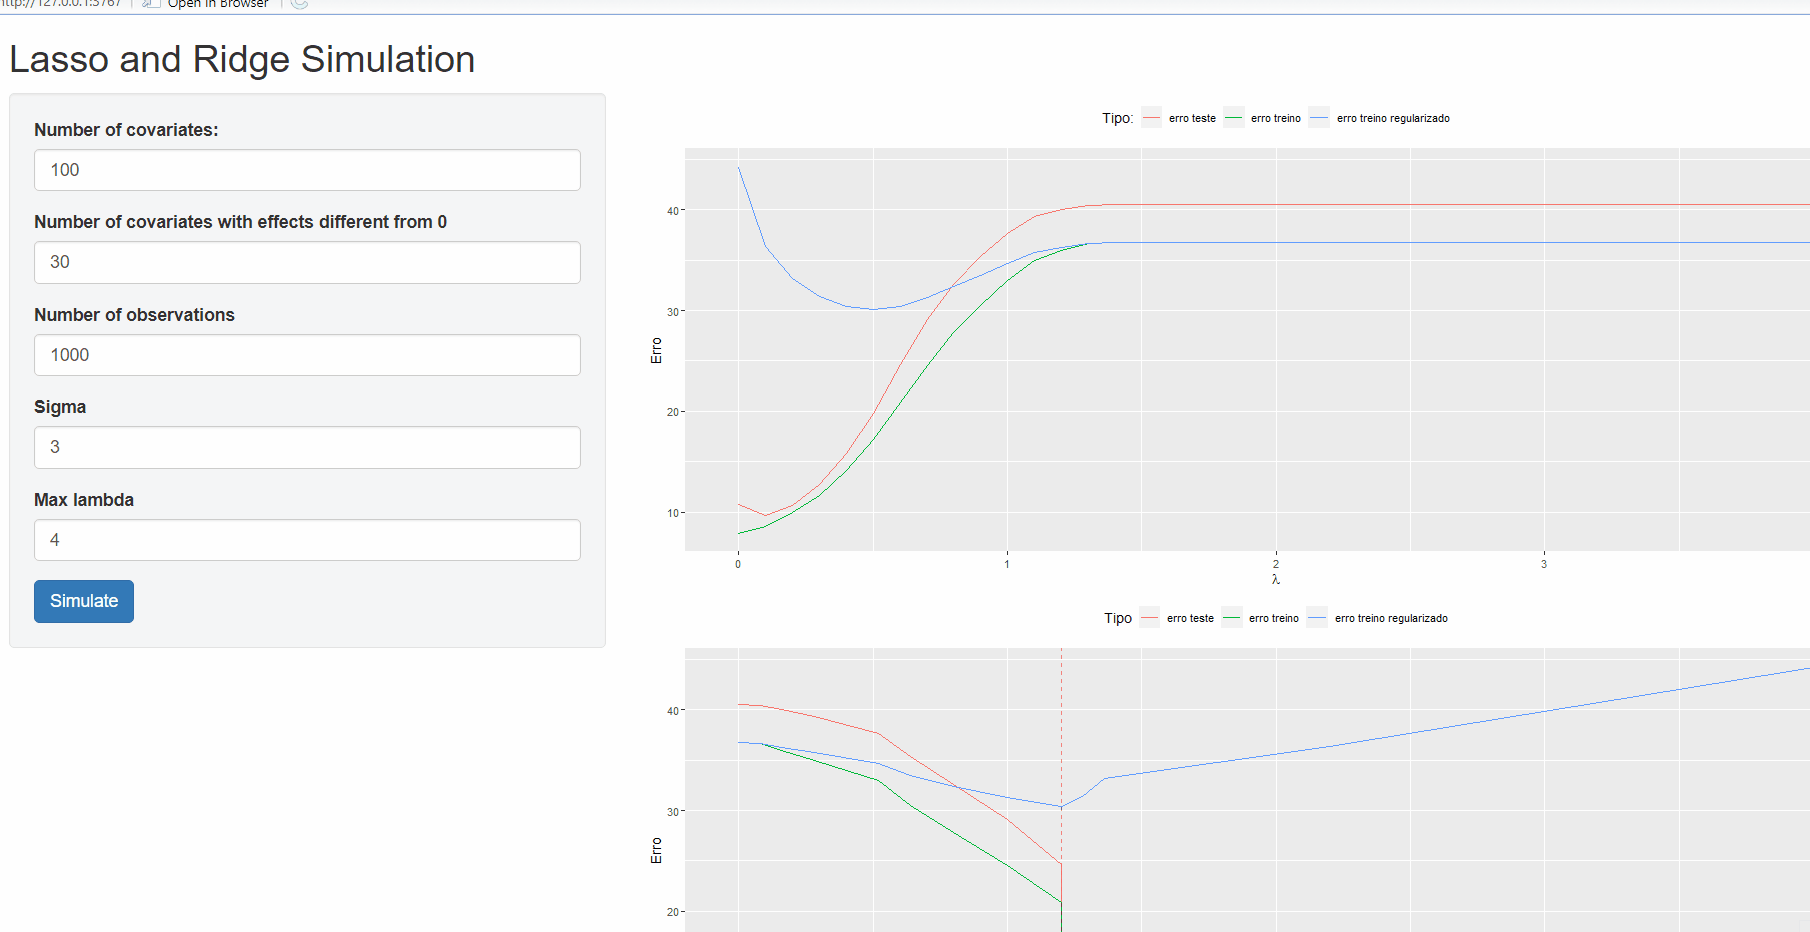 http://127.0.0.1:3767 Open in Browser
Lasso and Ridge Simulation
Number of covariates:
100
Number of covariates with effects different from 0
30
Number of observations
1000
Sigma
3
Max lambda
4
Simulate
Tipo: erro teste erro treino erro treino regularizado
40
30
20
10
Erro
0 1 2 3
λ
Tipo erro teste erro treino erro treino regularizado
40
30
20
Erro